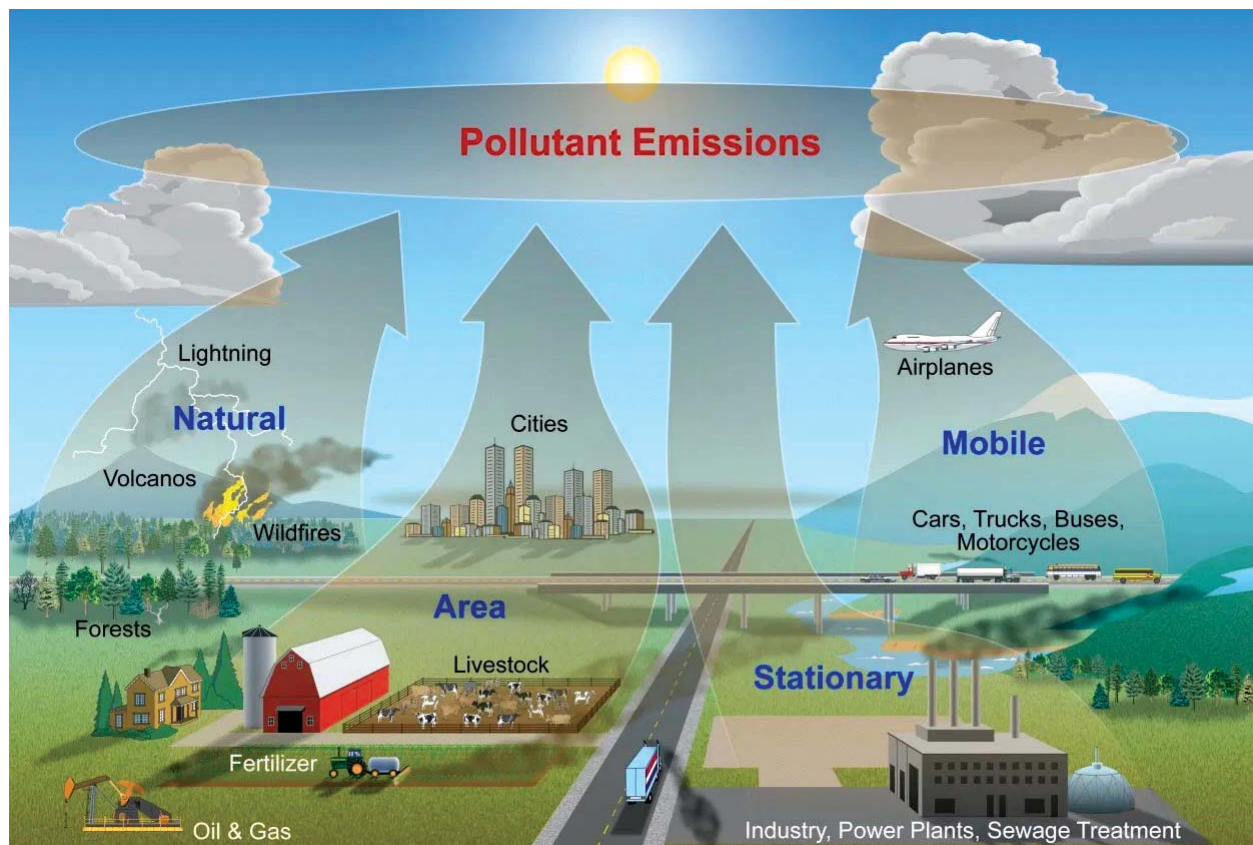 Pollutant Emissions
Lightning
Natural
Volcanos
Wildfires
Forests
Cities
Area
Livestock
Fertilizer
Oil & Gas
Airplanes
Mobile
Cars, Trucks, Buses,
Motorcycles
Stationary
Industry, Power Plants, Sewage Treatment